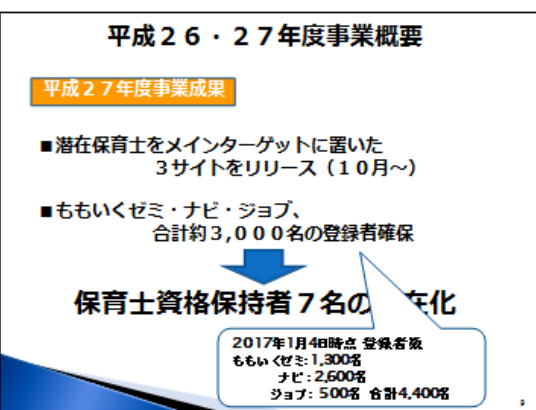 平成２６・２７年度事業概要
平成２７年度事業成果
■潜在保育士をメインターゲットに置いた
３サイトをリリース（１０月～）
■ももいくゼミ・ナビ・ジョブ、
合計約３,０００名の登録者確保
保育士資格保持者７名の 在化
2017年1月4日時点 登録者数
ももいくゼミ:1,300名
ナビ:2,600名
ジョブ: 500名 合計4,400名